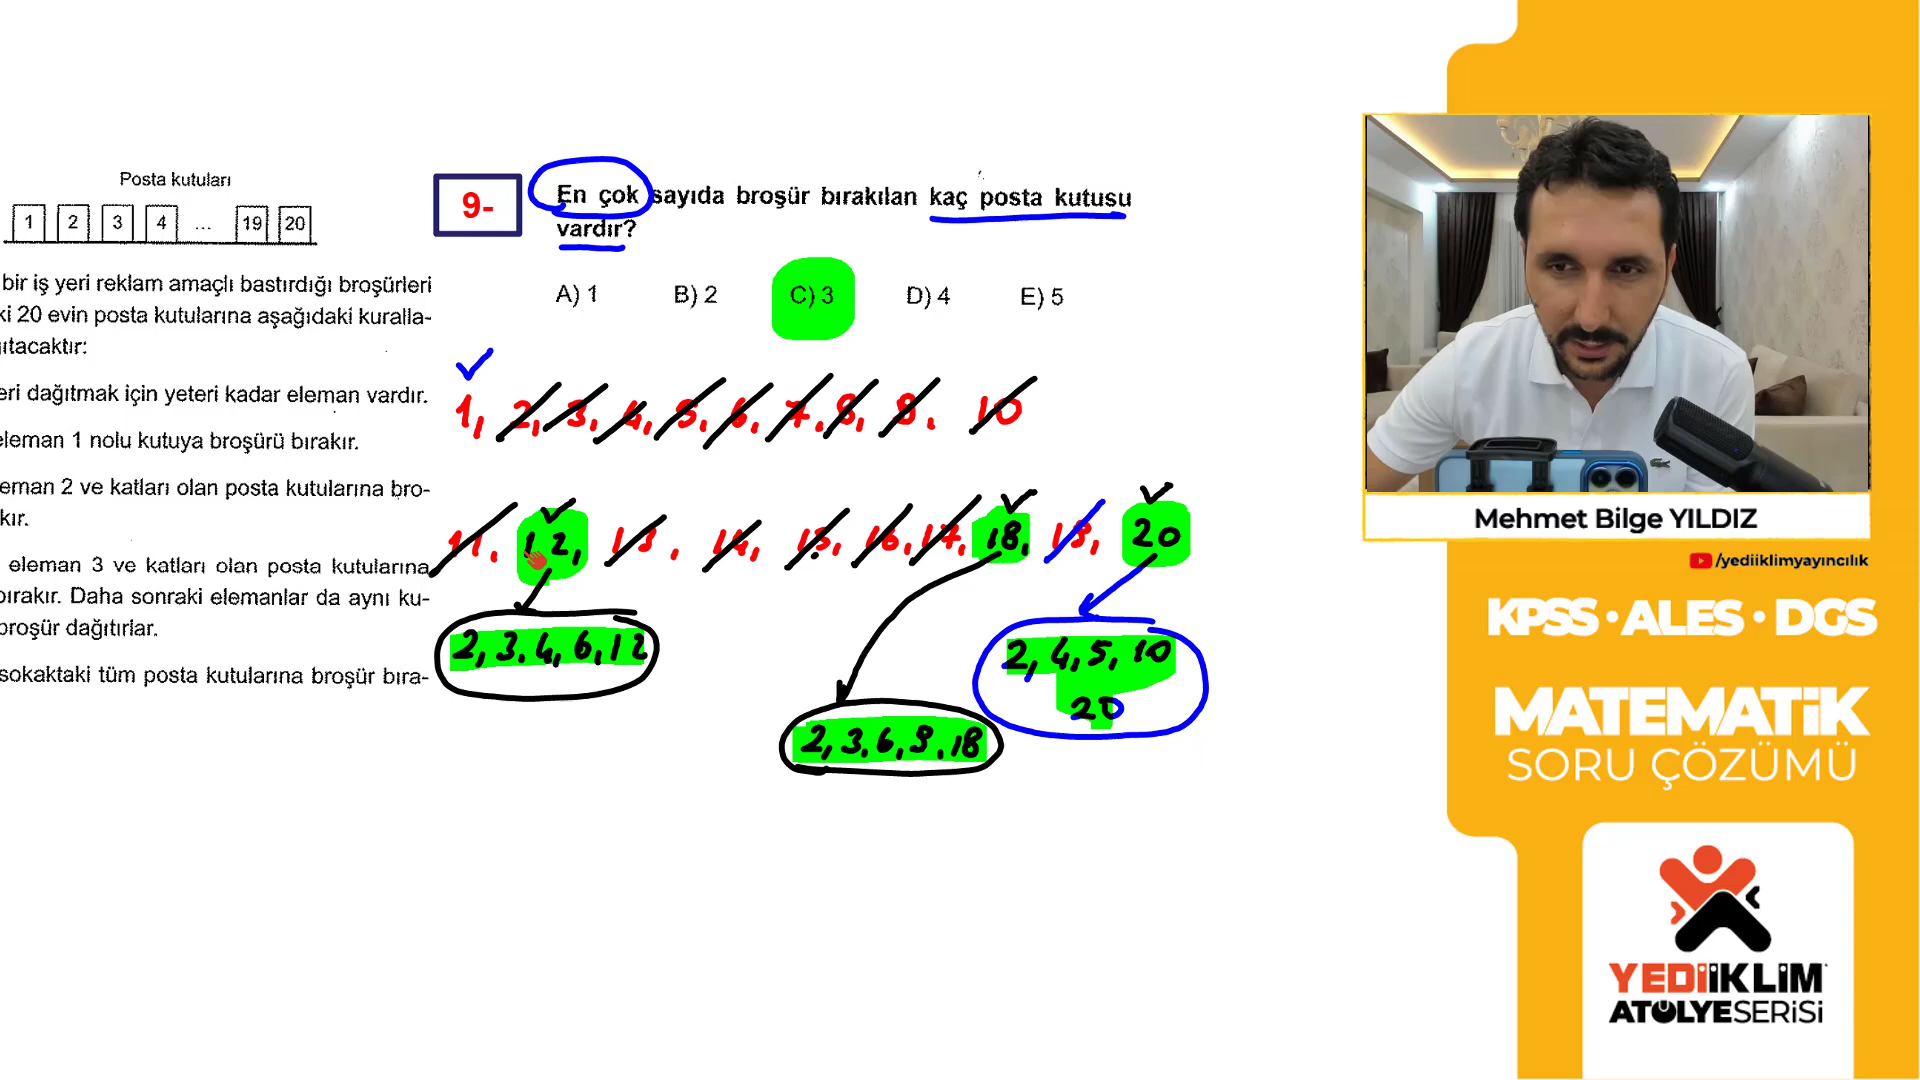 Posta kutuları
1 2 3 4 ... 19 20
bir iş yeri reklam amaçlı bastırdığı broşürleri
ki 20 evin posta kutularına aşağıdaki kuralla-
ıtacaktır:
eri dağıtmak için yeteri kadar eleman vardır.
eleman 1 nolu kutuya broşürü bırakır.
eman 2 ve katları olan posta kutularına bro-
kır.
eleman 3 ve katları olan posta kutularına
bırakır. Daha sonraki elemanlar da aynı ku-
broşür dağıtırlar.
sokaktaki tüm posta kutularına broşür bıra-
9-
En çok sayıda broşür bırakılan kaç posta kutusu
vardır?
A) 1 B) 2 C) 3 D) 4 E) 5
1, 2, 3, 4, 5, 6, 7, 8, 9, 10
11, 12, 13, 14, 15, 16, 17, 18, 19, 20
2, 3, 4, 6, 12
2, 3, 6, 9, 18
2, 4, 5, 10
20
Mehmet Bilge YILDIZ
/yediiklimyayıncılık
KPSS • ALES • DGS
MATEMATİK
SORU ÇÖZÜMÜ
YEDİİKLİM
ATÖLYESERİSİ